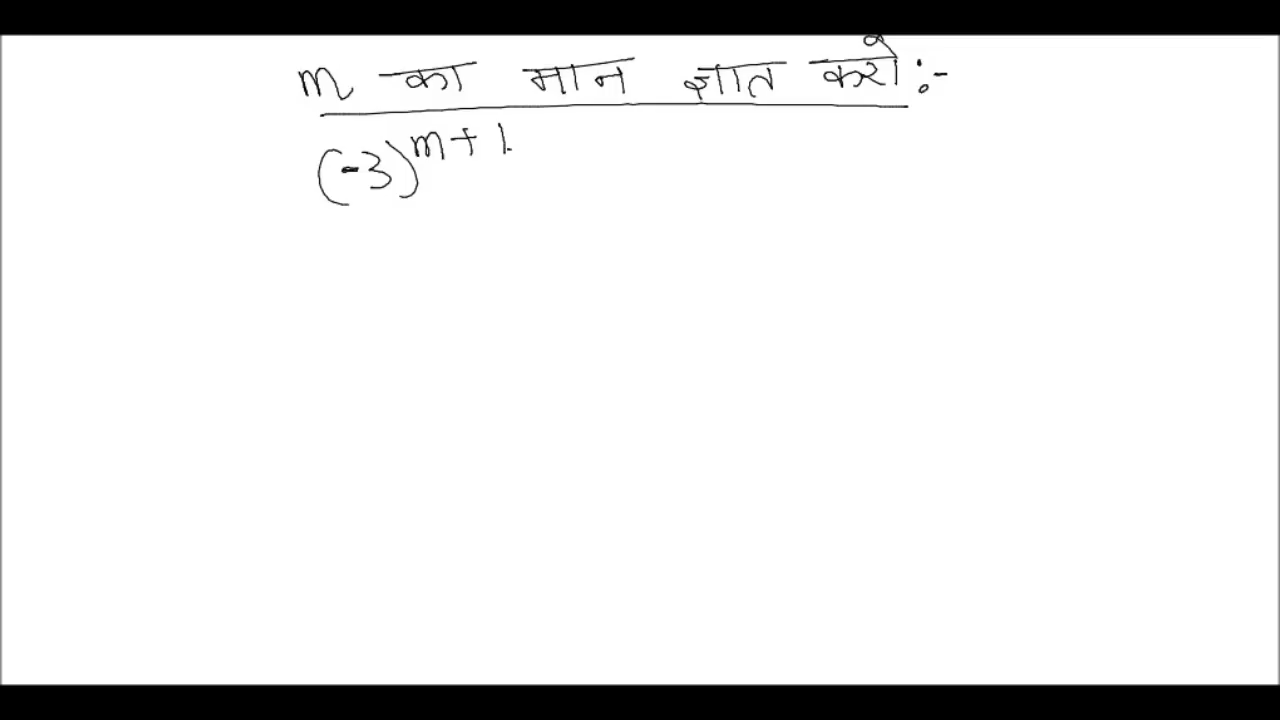 m का मान ज्ञात करो :-
(-3)^{m+1}